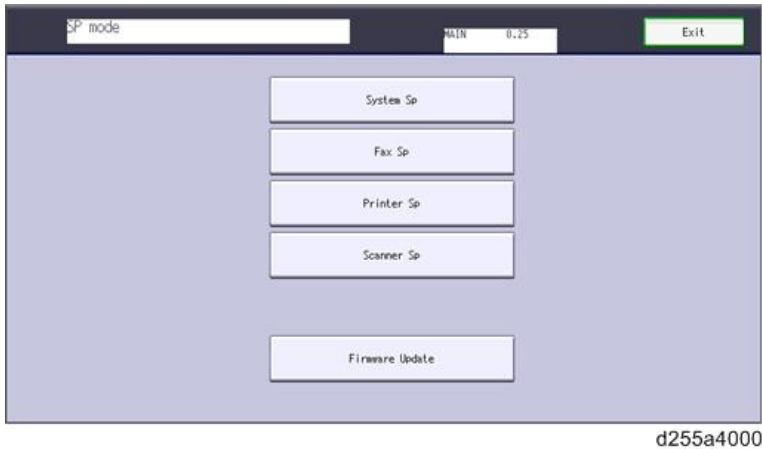 SP mode
MAIN 0.25
Exit
System Sp
Fax Sp
Printer Sp
Scanner Sp
Firmware Update
d255a4000